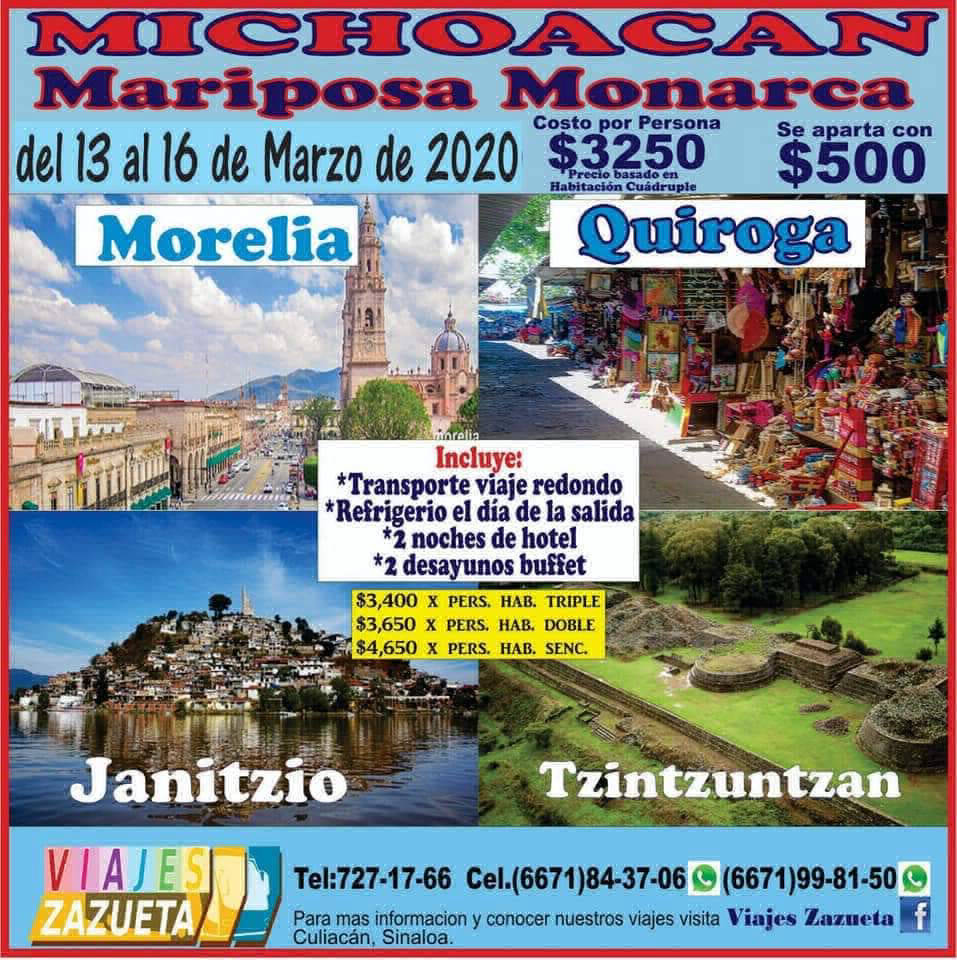 MICHOACAN
Mariposa Monarca
del 13 al 16 de Marzo de 2020
Costo por Persona
$3250
Precio basado en
Habitación Cuádruple
Se aparta con
$500
Morelia
Quiroga
morelia
Incluye:
*Transporte viaje redondo
*Refrigerio el día de la salida
*2 noches de hotel
*2 desayunos buffet
$3,400 X PERS. HAB. TRIPLE
$3,650 X PERS. HAB. DOBLE
$4,650 X PERS. HAB. SENC.
Janitzio
Tzintzuntzan
VIAJES
ZAZUETA
Tel:727-17-66 Cel.(6671)84-37-06 (6671)99-81-50
Para mas informacion y conocer nuestros viajes visita Viajes Zazueta f
Culiacán, Sinaloa.